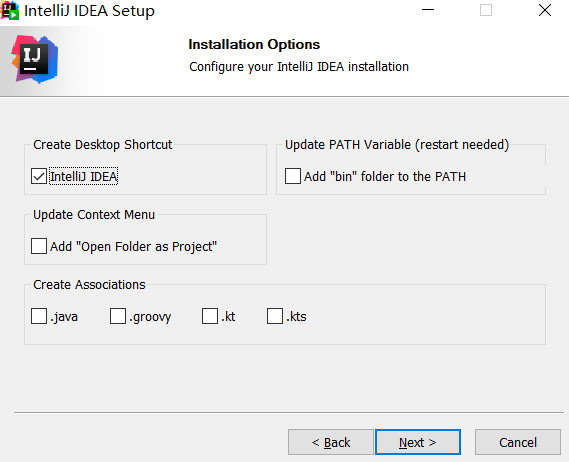 IntelliJ IDEA Setup
IJ
Installation Options
Configure your IntelliJ IDEA installation
Create Desktop Shortcut
IntelliJ IDEA
Update PATH Variable (restart needed)
Add "bin" folder to the PATH
Update Context Menu
Add "Open Folder as Project"
Create Associations
.java .groovy .kt .kts
< Back Next > Cancel